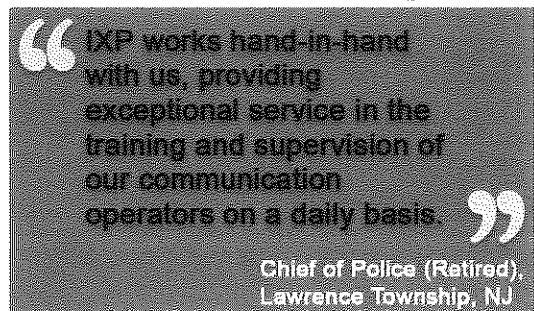 “ IXP works hand-in-hand
with us, providing
exceptional service in the
training and supervision of
our communication
operators on a daily basis. ”
Chief of Police (Retired),
Lawrence Township, NJ